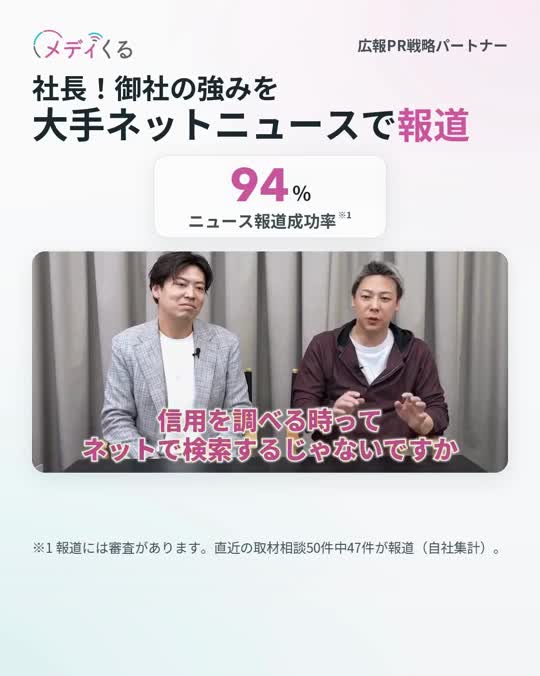 メディくる
広報PR戦略パートナー
社長！御社の強みを
大手ネットニュースで報道
94%
ニュース報道成功率※1
信用を調べる時って
ネットで検索するじゃないですか
※1 報道には審査があります。直近の取材相談50件中47件が報道（自社集計）。